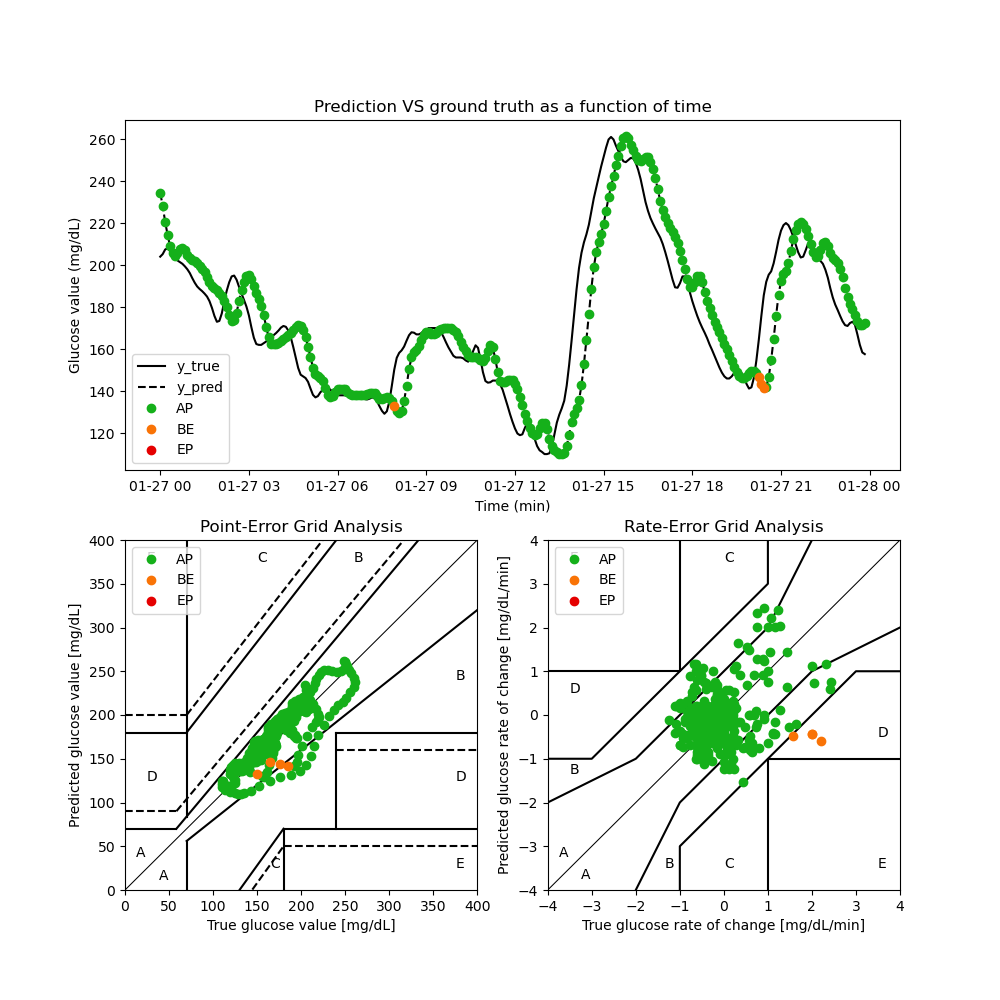 Prediction VS ground truth as a function of time
Glucose value (mg/dL)
260
240
220
200
180
160
140
120
y_true
y_pred
AP
BE
EP
01-27 00 01-27 03 01-27 06 01-27 09 01-27 12 01-27 15 01-27 18 01-27 21 01-28 00
Time (min)
Point-Error Grid Analysis
Predicted glucose value [mg/dL]
400
350
300
250
200
150
100
50
0
AP
BE
EP
C
B
B
D
D
A
A
C
E
0 50 100 150 200 250 300 350 400
True glucose value [mg/dL]
Rate-Error Grid Analysis
Predicted glucose rate of change [mg/dL/min]
4
3
2
1
0
−1
−2
−3
−4
AP
BE
EP
C
D
D
B
A
A
B
C
E
−4 −3 −2 −1 0 1 2 3 4
True glucose rate of change [mg/dL/min]